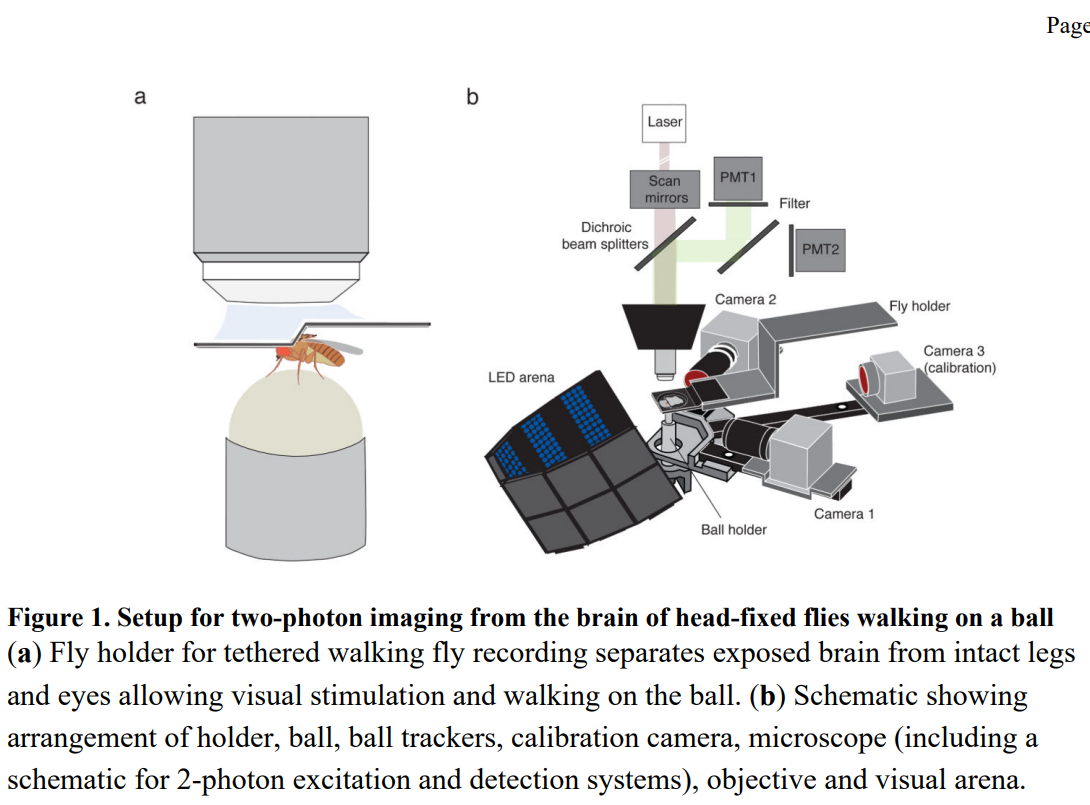 Page
a
b
Laser
Scan
mirrors
PMT1
Filter
Dichroic
beam splitters
PMT2
Camera 2
Fly holder
Camera 3
(calibration)
LED arena
Camera 1
Ball holder
Figure 1. Setup for two-photon imaging from the brain of head-fixed flies walking on a ball
(a) Fly holder for tethered walking fly recording separates exposed brain from intact legs
and eyes allowing visual stimulation and walking on the ball. (b) Schematic showing
arrangement of holder, ball, ball trackers, calibration camera, microscope (including a
schematic for 2-photon excitation and detection systems), objective and visual arena.